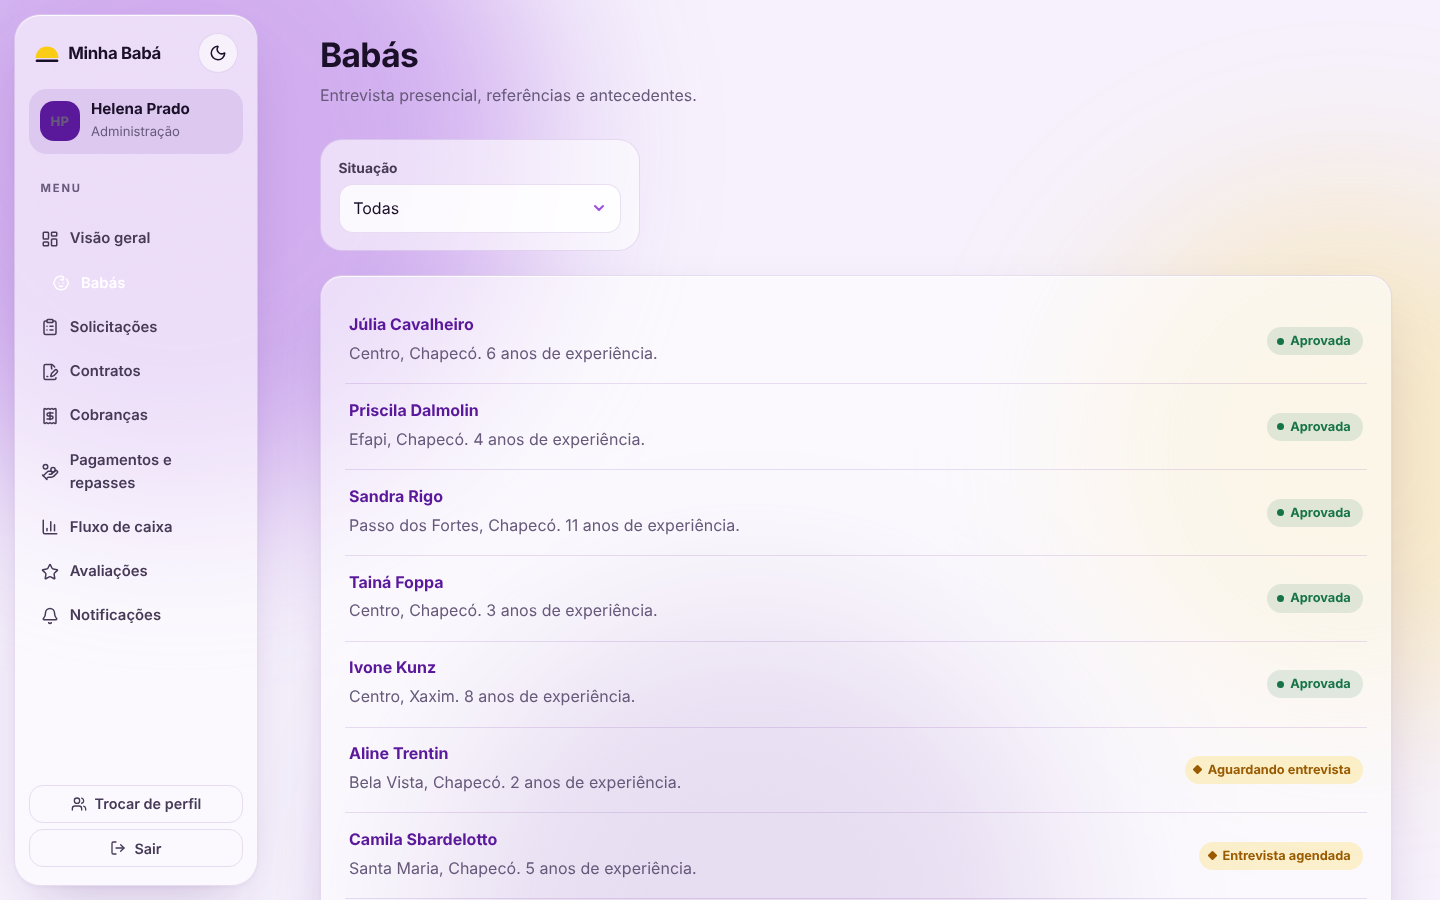 Minha Babá
HP
Helena Prado
Administração
MENU
Visão geral
Babás
Solicitações
Contratos
Cobranças
Pagamentos e
repasses
Fluxo de caixa
Avaliações
Notificações
Trocar de perfil
Sair
Babás
Entrevista presencial, referências e antecedentes.
Situação
Todas
Júlia Cavalheiro
Centro, Chapecó. 6 anos de experiência.
Aprovada
Priscila Dalmolin
Efapi, Chapecó. 4 anos de experiência.
Aprovada
Sandra Rigo
Passo dos Fortes, Chapecó. 11 anos de experiência.
Aprovada
Tainá Foppa
Centro, Chapecó. 3 anos de experiência.
Aprovada
Ivone Kunz
Centro, Xaxim. 8 anos de experiência.
Aprovada
Aline Trentin
Bela Vista, Chapecó. 2 anos de experiência.
Aguardando entrevista
Camila Sbardelotto
Santa Maria, Chapecó. 5 anos de experiência.
Entrevista agendada